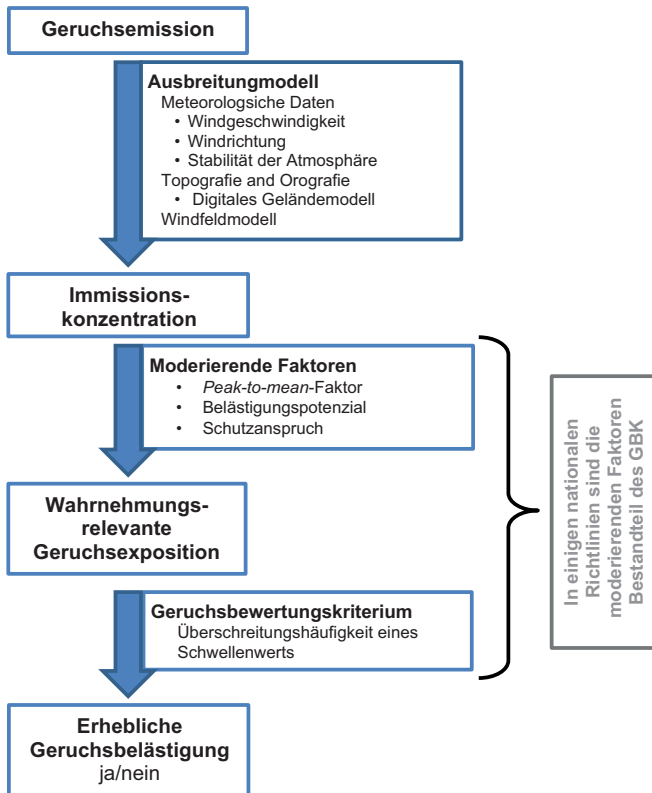 Geruchsemission
Ausbreitungmodell
Meteorologsiche Daten
• Windgeschwindigkeit
• Windrichtung
• Stabilität der Atmosphäre
Topografie and Orografie
• Digitales Geländemodell
Windfeldmodell
Immissions-
konzentration
Moderierende Faktoren
• Peak-to-mean-Faktor
• Belästigungspotenzial
• Schutzanspruch
Wahrnehmungs-
relevante
Geruchsexposition
Geruchsbewertungskriterium
Überschreitungshäufigkeit eines
Schwellenwerts
Erhebliche
Geruchsbelästigung
ja/nein
In einigen nationalen
Richtlinien sind die
moderierenden Faktoren
Bestandteil des GBK